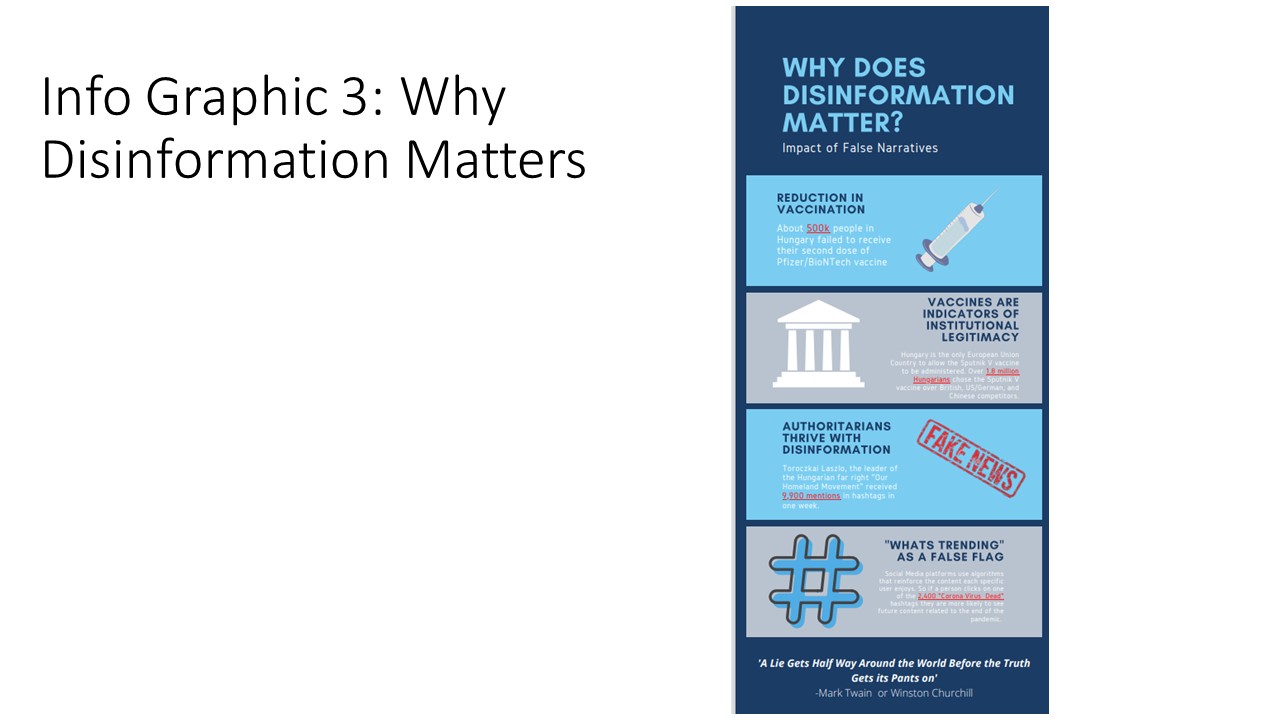 Info Graphic 3: Why
Disinformation Matters
WHY DOES
DISINFORMATION
MATTER?
Impact of False Narratives
REDUCTION IN
VACCINATION
About 500k people in
Hungary failed to receive
their second dose of
Pfizer/BioNTech vaccine
VACCINES ARE
INDICATORS OF
INSTITUTIONAL
LEGITIMACY
Hungary is the only European Union
Country to allow the Sputnik V vaccine
to be administered. Over 1.8 million
Hungarians chose the Sputnik V
vaccine over British, US/German, and
Chinese competitors.
AUTHORITARIANS
THRIVE WITH
DISINFORMATION
Toroczkai Laszlo, the leader of
the Hungarian far right "Our
Homeland Movement" received
9,900 mentions in hashtags in
one week.
FAKE NEWS
"WHATS TRENDING"
AS A FALSE FLAG
Social Media platforms use algorithms
that reinforce the content each specific
user enjoys. So if a person clicks on one
of the 2,400 "Corona Virus Dead"
hashtags they are more likely to see
future content related to the end of the
pandemic.
'A Lie Gets Half Way Around the World Before the Truth
Gets its Pants on'
-Mark Twain or Winston Churchill